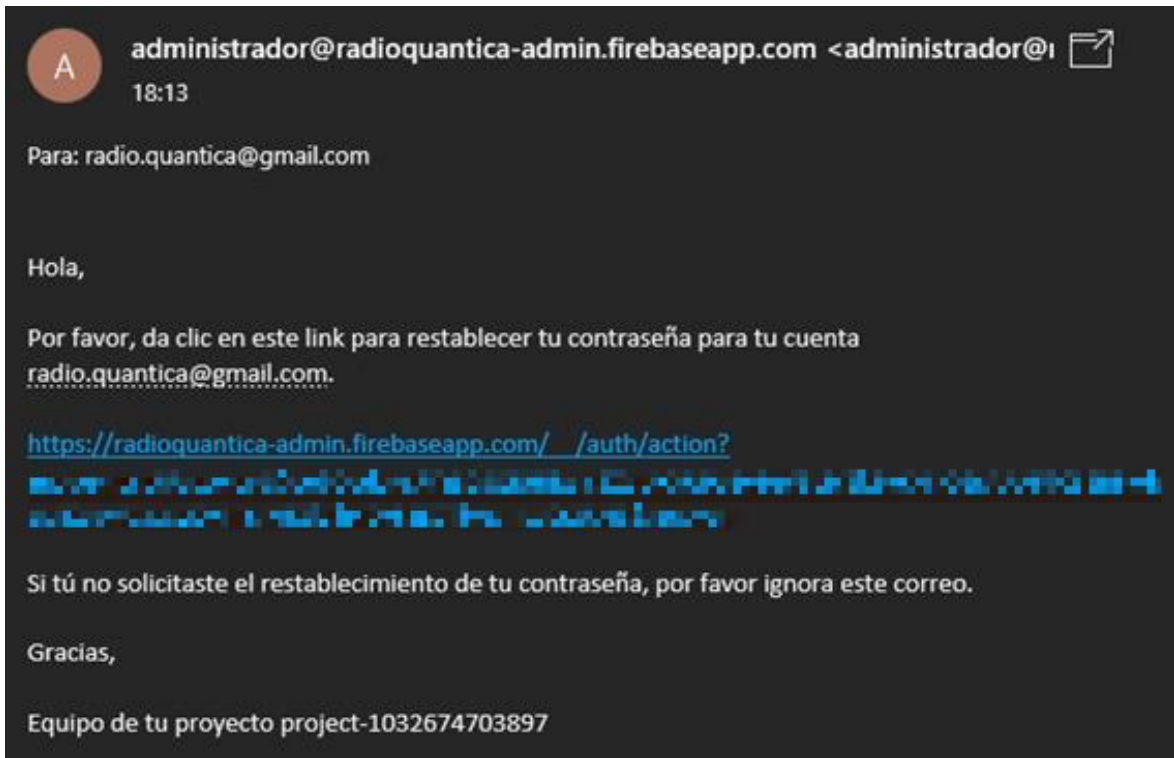 A
administrador@radioquantica-admin.firebaseapp.com <administrador@
18:13
Para: radio.quantica@gmail.com
Hola,
Por favor, da clic en este link para restablecer tu contraseña para tu cuenta
radio.quantica@gmail.com.
https://radioquantica-admin.firebaseapp.com/__/auth/action?
Si tú no solicitaste el restablecimiento de tu contraseña, por favor ignora este correo.
Gracias,
Equipo de tu proyecto project-1032674703897